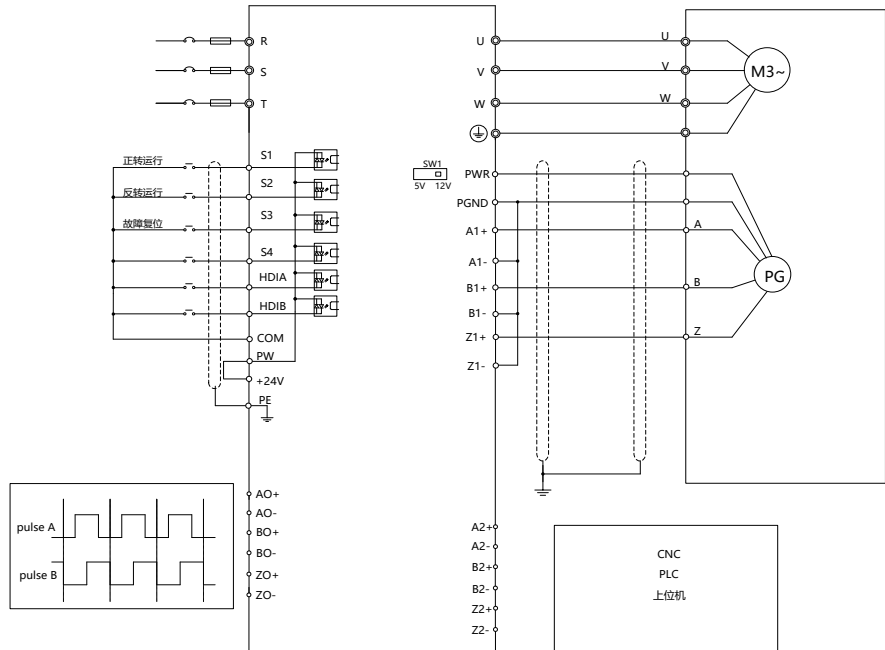 R
S
T
正转运行
S1
反转运行
S2
故障复位
S3
S4
HDIA
HDIB
COM
PW
+24V
PE
U
V
W
SW1
5V 12V
PWR
PGND
A1+
A1-
B1+
B1-
Z1+
Z1-
U
V
W
M3~
A
B
Z
PG
pulse A
pulse B
AO+
AO-
BO+
BO-
ZO+
ZO-
A2+
A2-
B2+
B2-
Z2+
Z2-
CNC
PLC
上位机